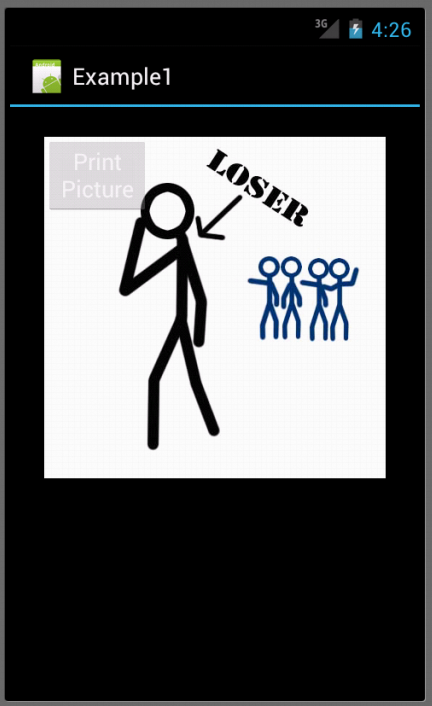 3G 4:26
Example1
Print
Picture
LOSER